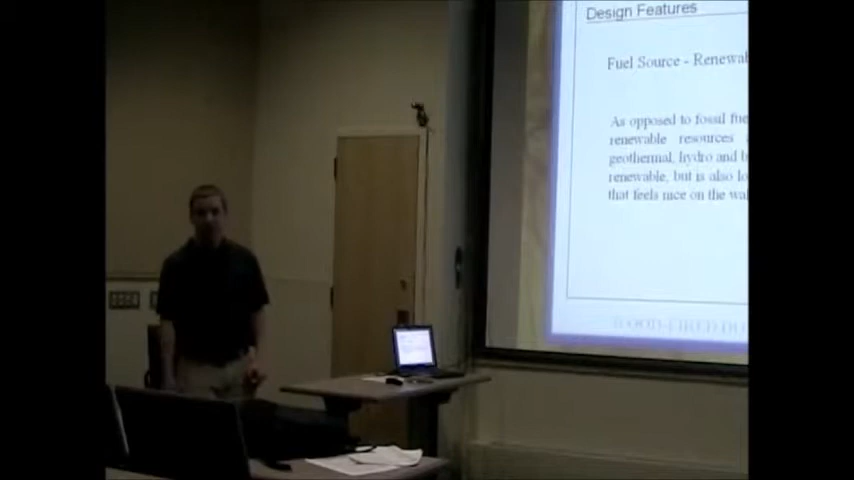 Design Features
Fuel Source - Renewab
As opposed to fossil fue
renewable resources
geothermal, hydro and b
renewable, but is also lo
that feels nice on the wal